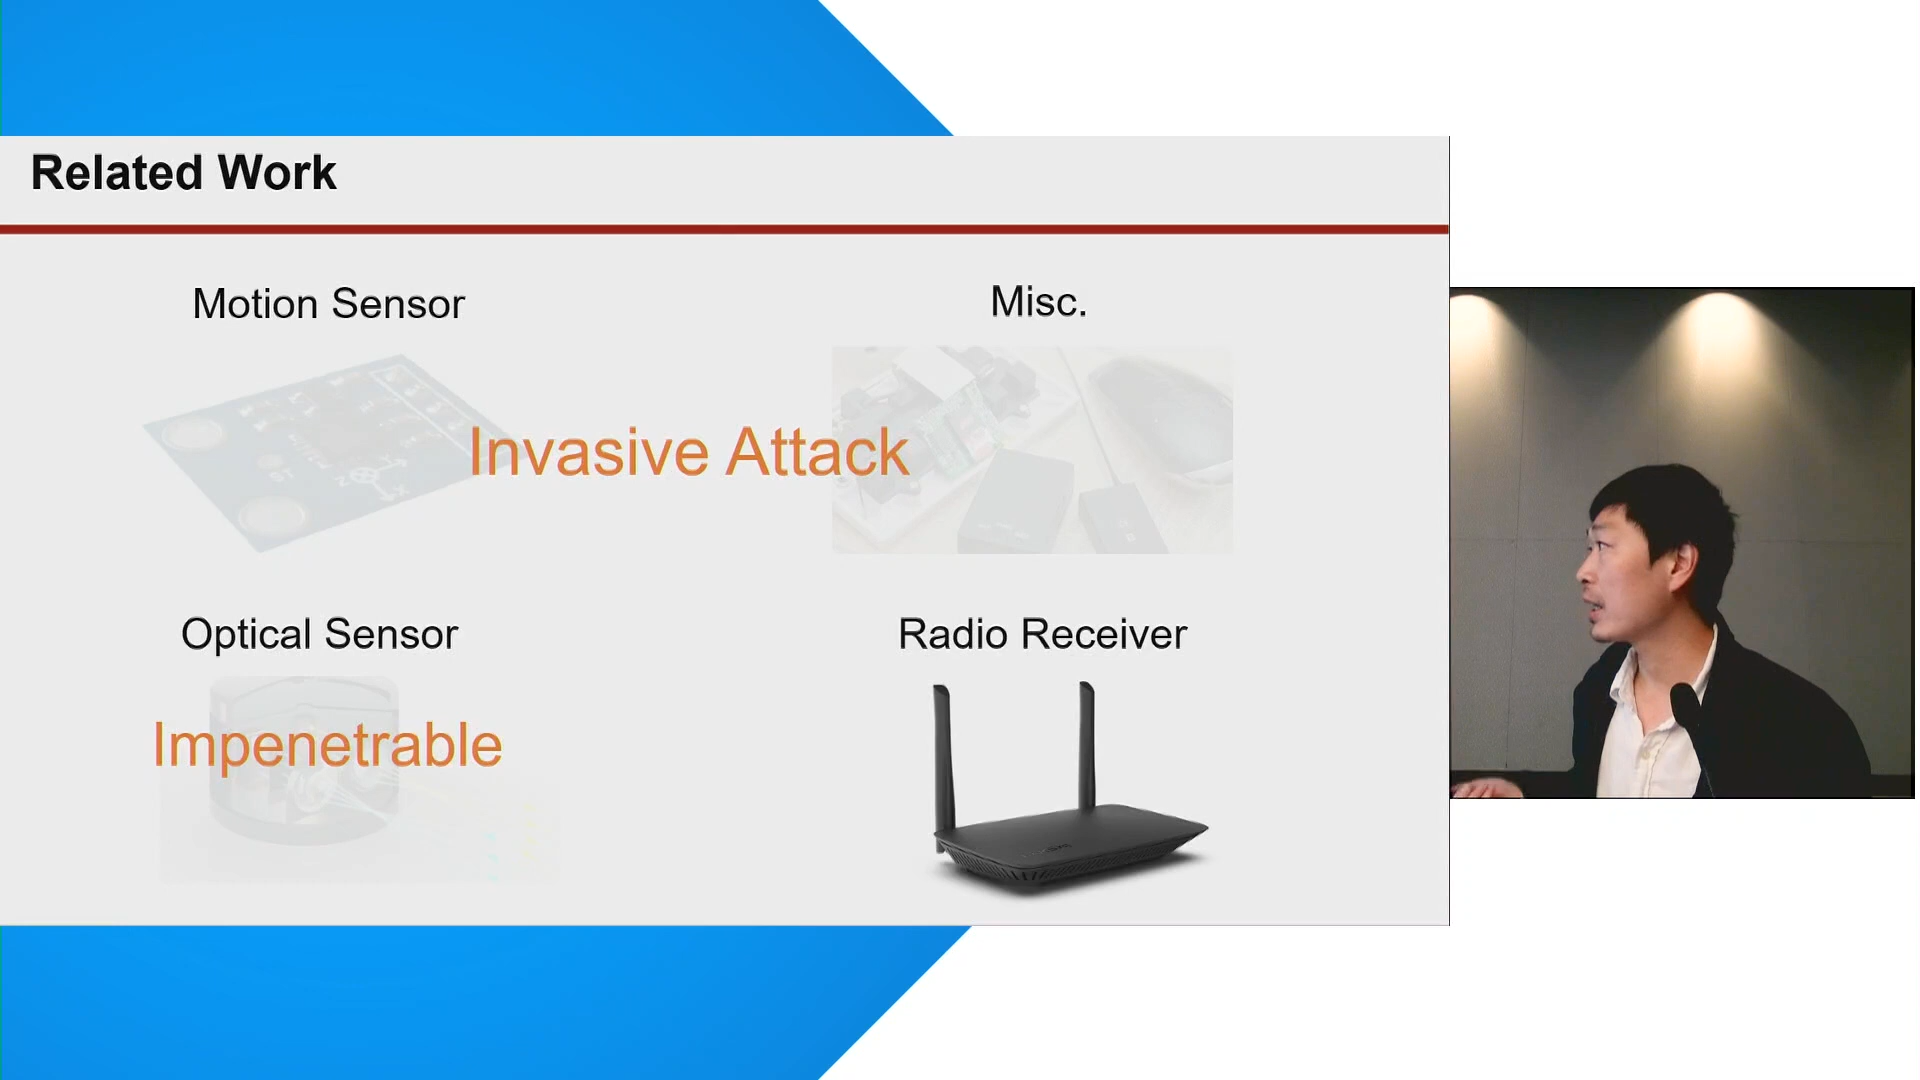 Related Work
Motion Sensor
Misc.
Invasive Attack
Optical Sensor
Radio Receiver
Impenetrable